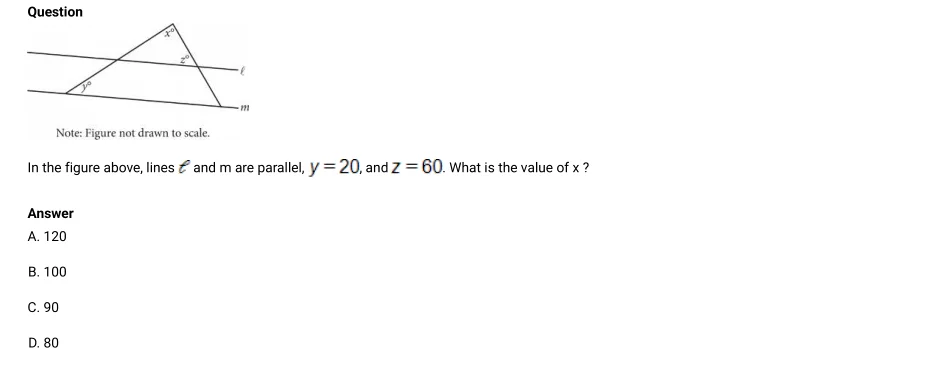 Question
x°
z°
ℓ
y°
m
Note: Figure not drawn to scale.
In the figure above, lines ℓ and m are parallel, y = 20, and z = 60. What is the value of x ?
Answer
A. 120
B. 100
C. 90
D. 80